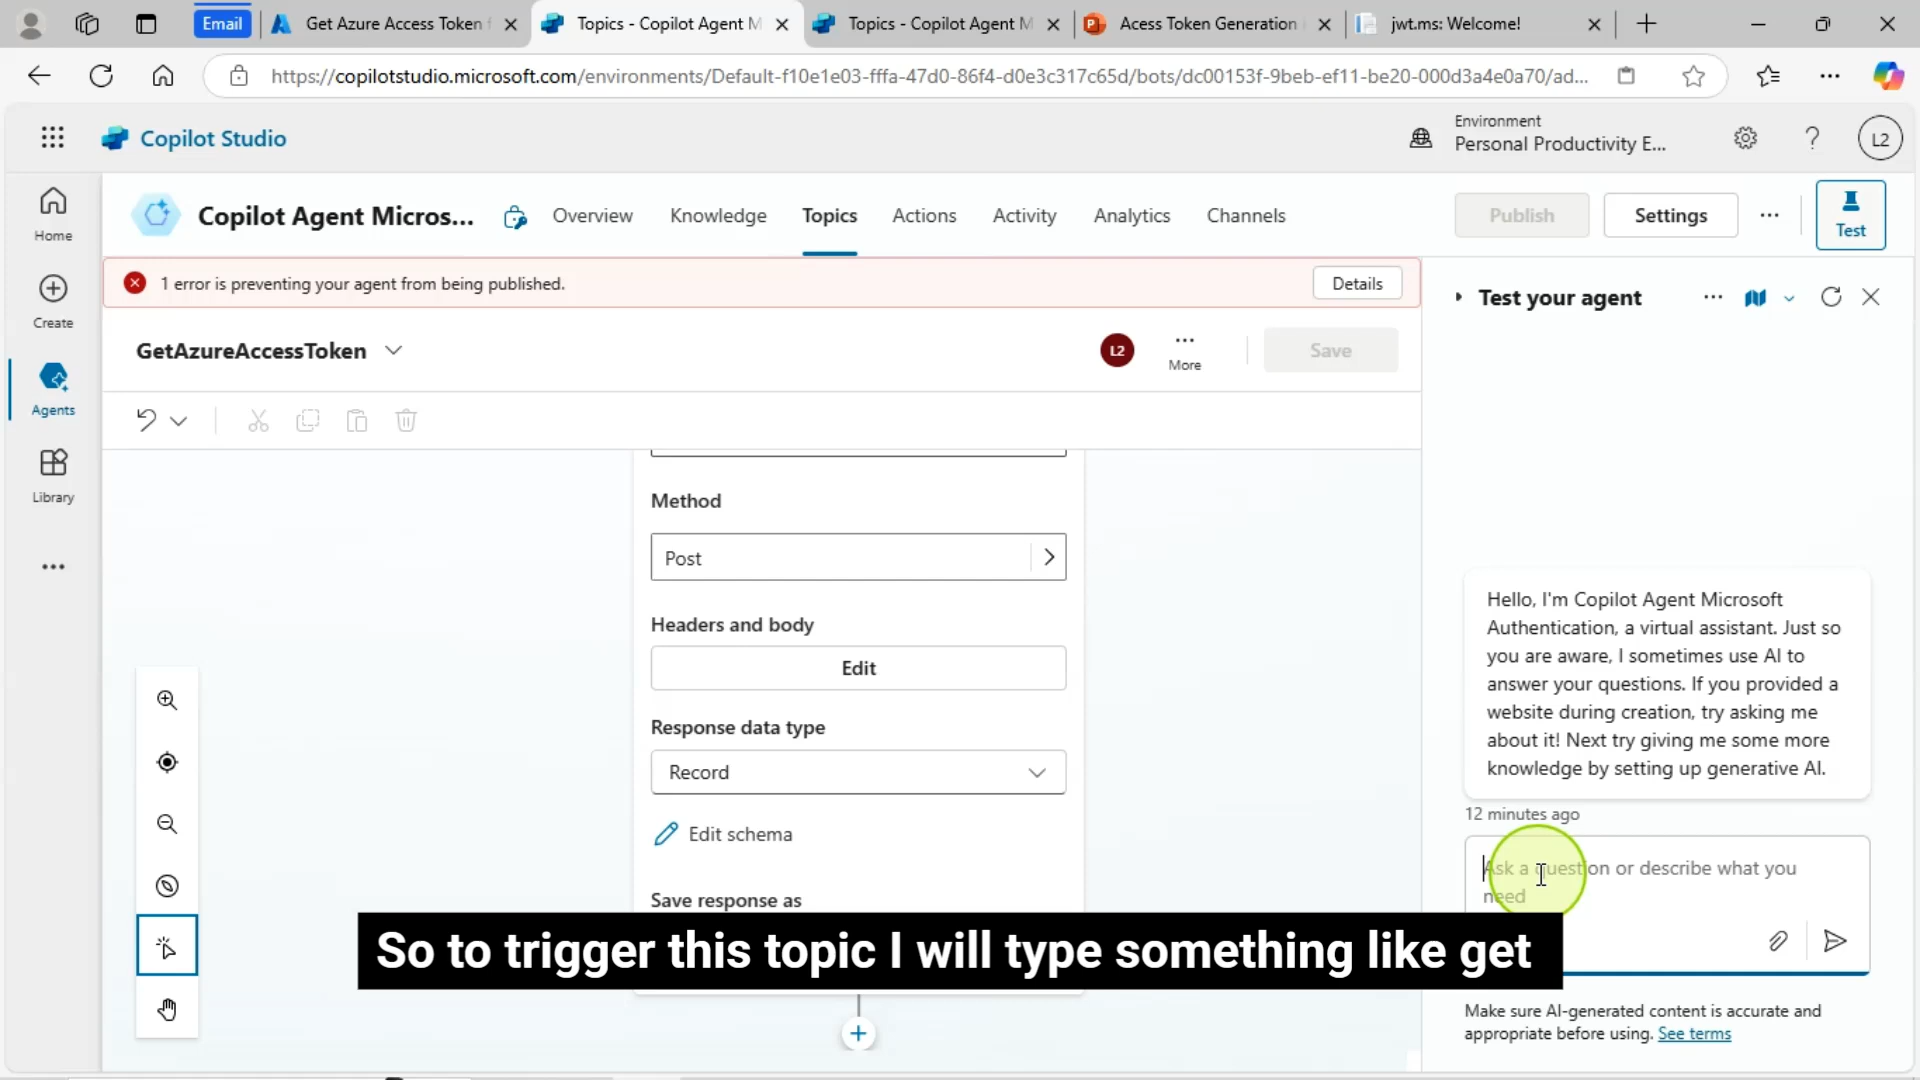 Email
Get Azure Access Token f
Topics - Copilot Agent M
Topics - Copilot Agent M
Acess Token Generation
jwt.ms: Welcome!
https://copilotstudio.microsoft.com/environments/Default-f10e1e03-fffa-47d0-86f4-d0e3c317c65d/bots/dc00153f-9beb-ef11-be20-000d3a4e0a70/ad...
Copilot Studio
Environment
Personal Productivity E...
L2
Home
Create
Agents
Library
Copilot Agent Micros...
Overview
Knowledge
Topics
Actions
Activity
Analytics
Channels
Publish
Settings
Test
1 error is preventing your agent from being published.
Details
GetAzureAccessToken
L2
More
Save
Method
Post
Headers and body
Edit
Response data type
Record
Edit schema
Save response as
Test your agent
Hello, I'm Copilot Agent Microsoft
Authentication, a virtual assistant. Just so
you are aware, I sometimes use AI to
answer your questions. If you provided a
website during creation, try asking me
about it! Next try giving me some more
knowledge by setting up generative AI.
12 minutes ago
Ask a question or describe what you
need
So to trigger this topic I will type something like get
Make sure AI-generated content is accurate and
appropriate before using. See terms